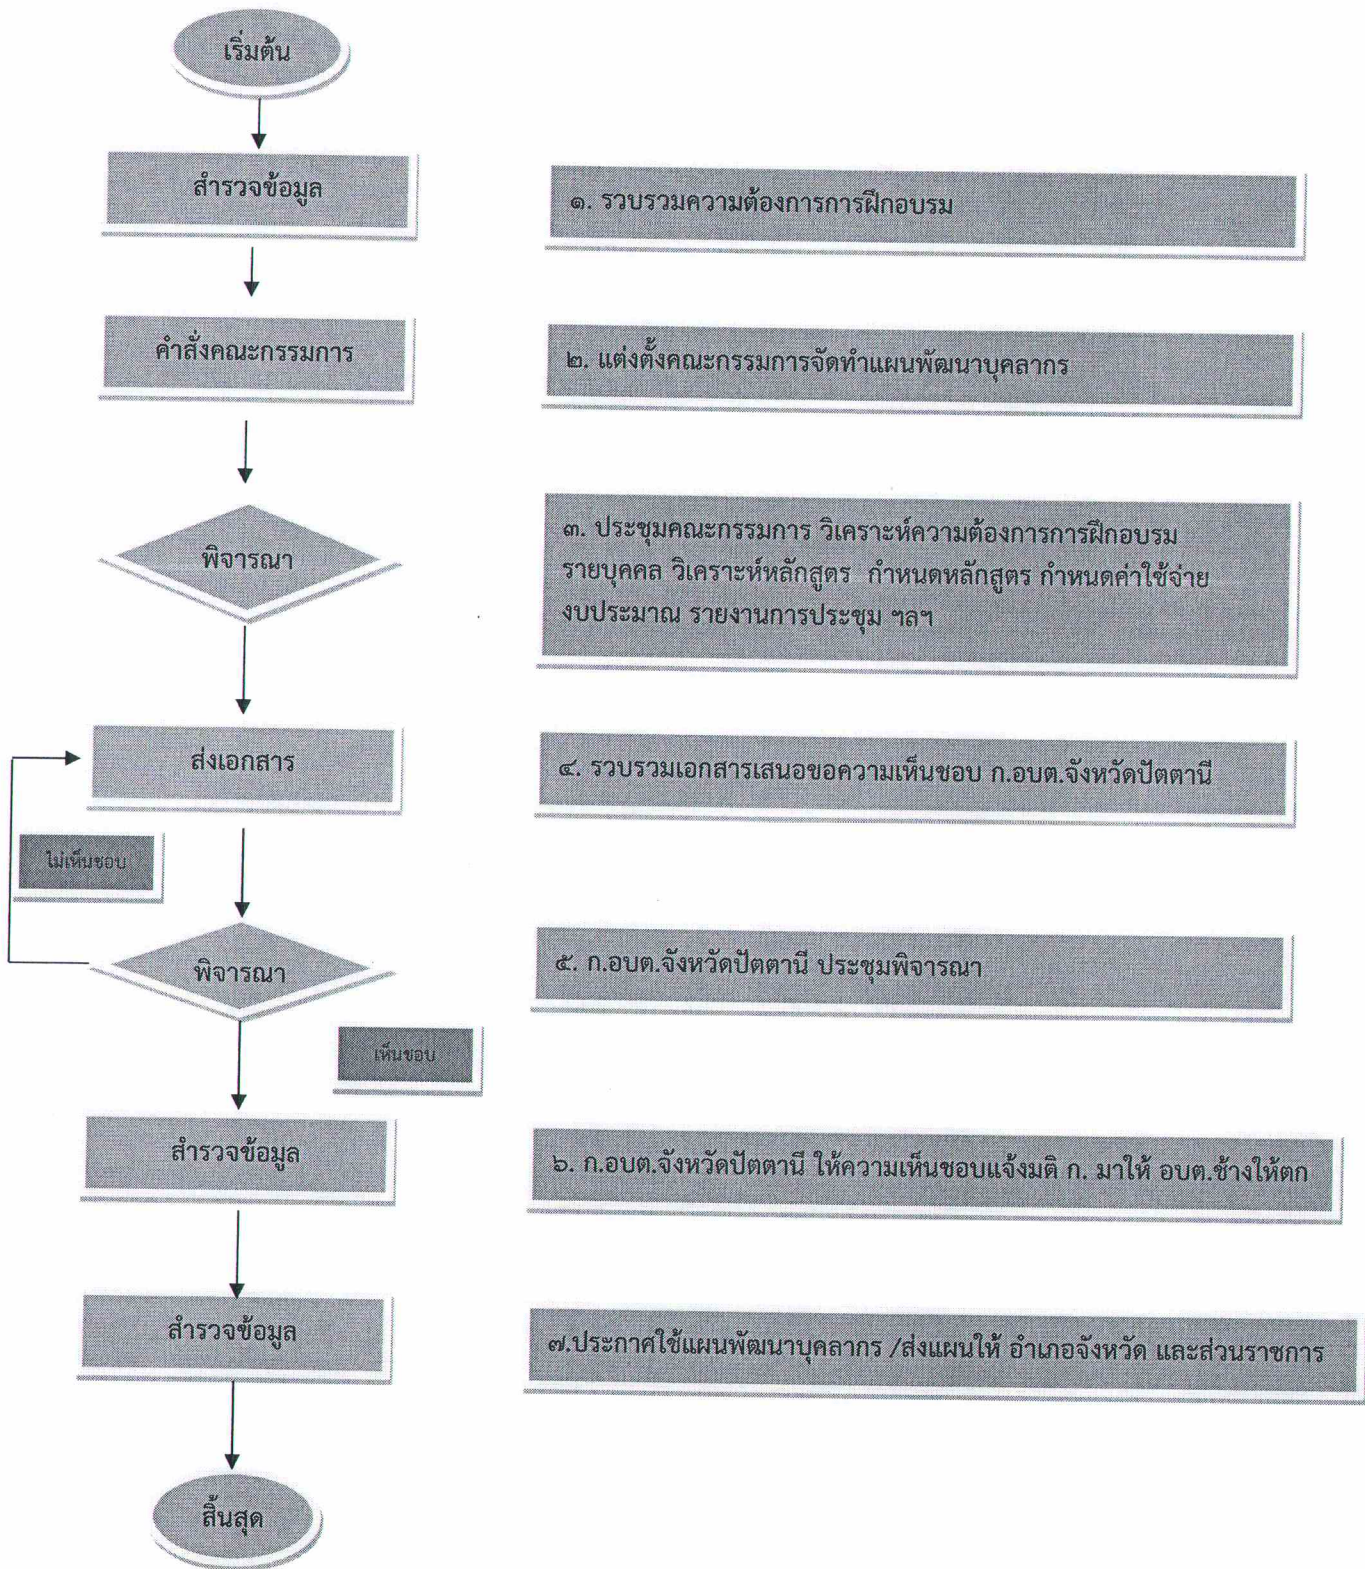 เริ่มต้น
สำรวจข้อมูล
๑. รวบรวมความต้องการการฝึกอบรม
คำสั่งคณะกรรมการ
๒. แต่งตั้งคณะกรรมการจัดทำแผนพัฒนาบุคลากร
พิจารณา
๓. ประชุมคณะกรรมการ วิเคราะห์ความต้องการการฝึกอบรม
รายบุคคล วิเคราะห์หลักสูตร กำหนดหลักสูตร กำหนดค่าใช้จ่าย
งบประมาณ รายงานการประชุม ฯลฯ
ส่งเอกสาร
๔. รวบรวมเอกสารเสนอขอความเห็นชอบ ก.อบต.จังหวัดปัตตานี
ไม่เห็นชอบ
พิจารณา
๕. ก.อบต.จังหวัดปัตตานี ประชุมพิจารณา
เห็นชอบ
สำรวจข้อมูล
๖. ก.อบต.จังหวัดปัตตานี ให้ความเห็นชอบแจ้งมติ ก. มาให้ อบต.ช้างให้ตก
สำรวจข้อมูล
๗.ประกาศใช้แผนพัฒนาบุคลากร /ส่งแผนให้ อำเภอจังหวัด และส่วนราชการ
สิ้นสุด